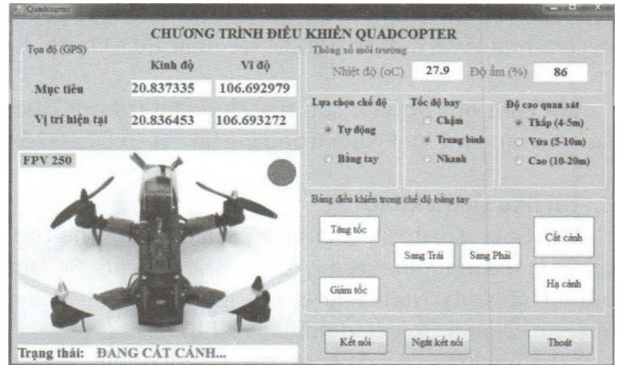 Quadcopter
CHƯƠNG TRÌNH ĐIỀU KHIỂN QUADCOPTER
Tọa độ (GPS)
Kinh độ Vĩ độ
Mục tiêu 20.837335 106.692979
Vị trí hiện tại 20.836453 106.693272
Thông số môi trường
Nhiệt độ (oC) 27.9 Độ ẩm (%) 86
Lựa chọn chế độ
Tự động
Bằng tay
Tốc độ bay
Chậm
Trung bình
Nhanh
Độ cao quan sát
Thấp (4-5m)
Vừa (5-10m)
Cao (10-20m)
FPV 250
Bảng điều khiển trong chế độ bằng tay
Tăng tốc
Sang Trái Sang Phải
Giảm tốc
Cất cánh
Hạ cánh
Trạng thái: ĐANG CẤT CÁNH...
Kết nối Ngắt kết nối Thoát